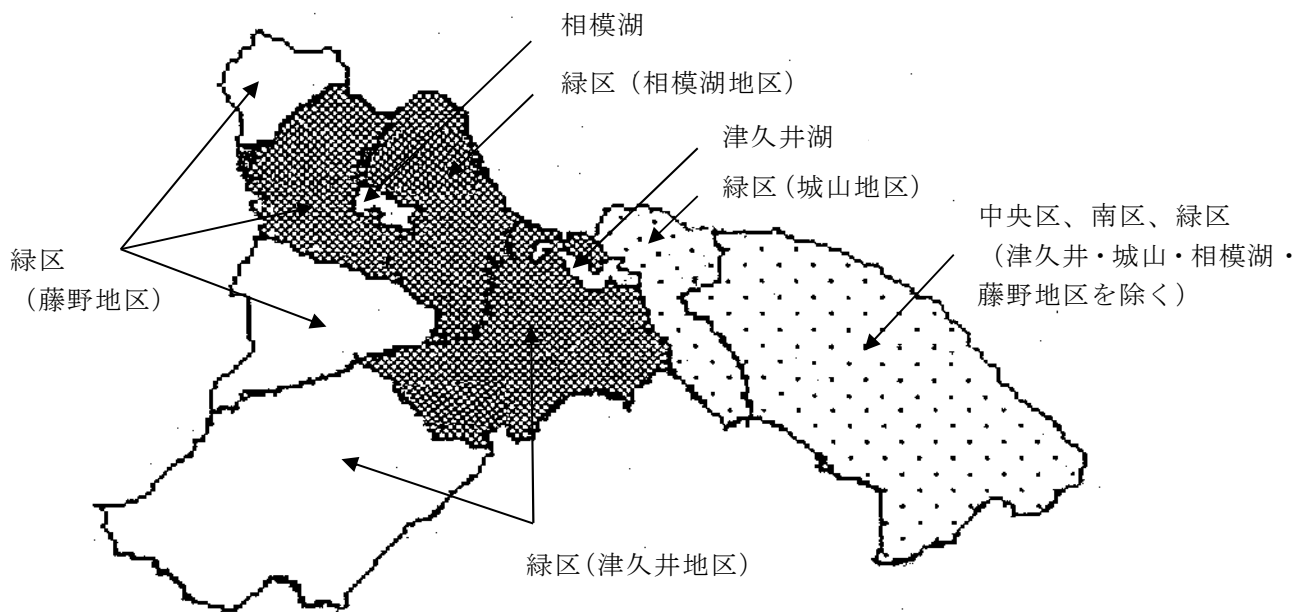 相模湖
緑区（相模湖地区）
津久井湖
緑区（城山地区）
中央区、南区、緑区
（津久井・城山・相模湖・
藤野地区を除く）
緑区
（藤野地区）
緑区（津久井地区）